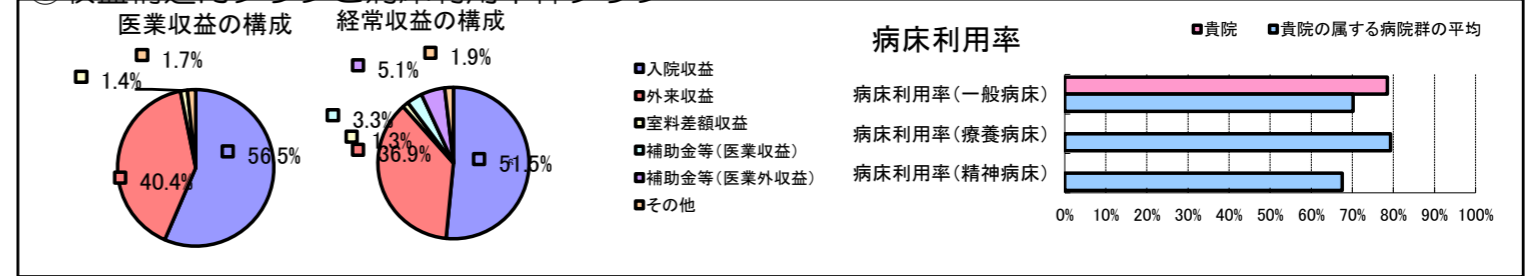 医業収益の構成
1.7%
1.4%
56.5%
40.4%
経常収益の構成
1.9%
5.1%
3.3%
1.3%
36.9%
51.5%
入院収益
外来収益
室料差額収益
補助金等(医業収益)
補助金等(医業外収益)
その他
病床利用率
貴院 貴院の属する病院群の平均
病床利用率(一般病床)
病床利用率(療養病床)
病床利用率(精神病床)
0% 10% 20% 30% 40% 50% 60% 70% 80% 90% 100%